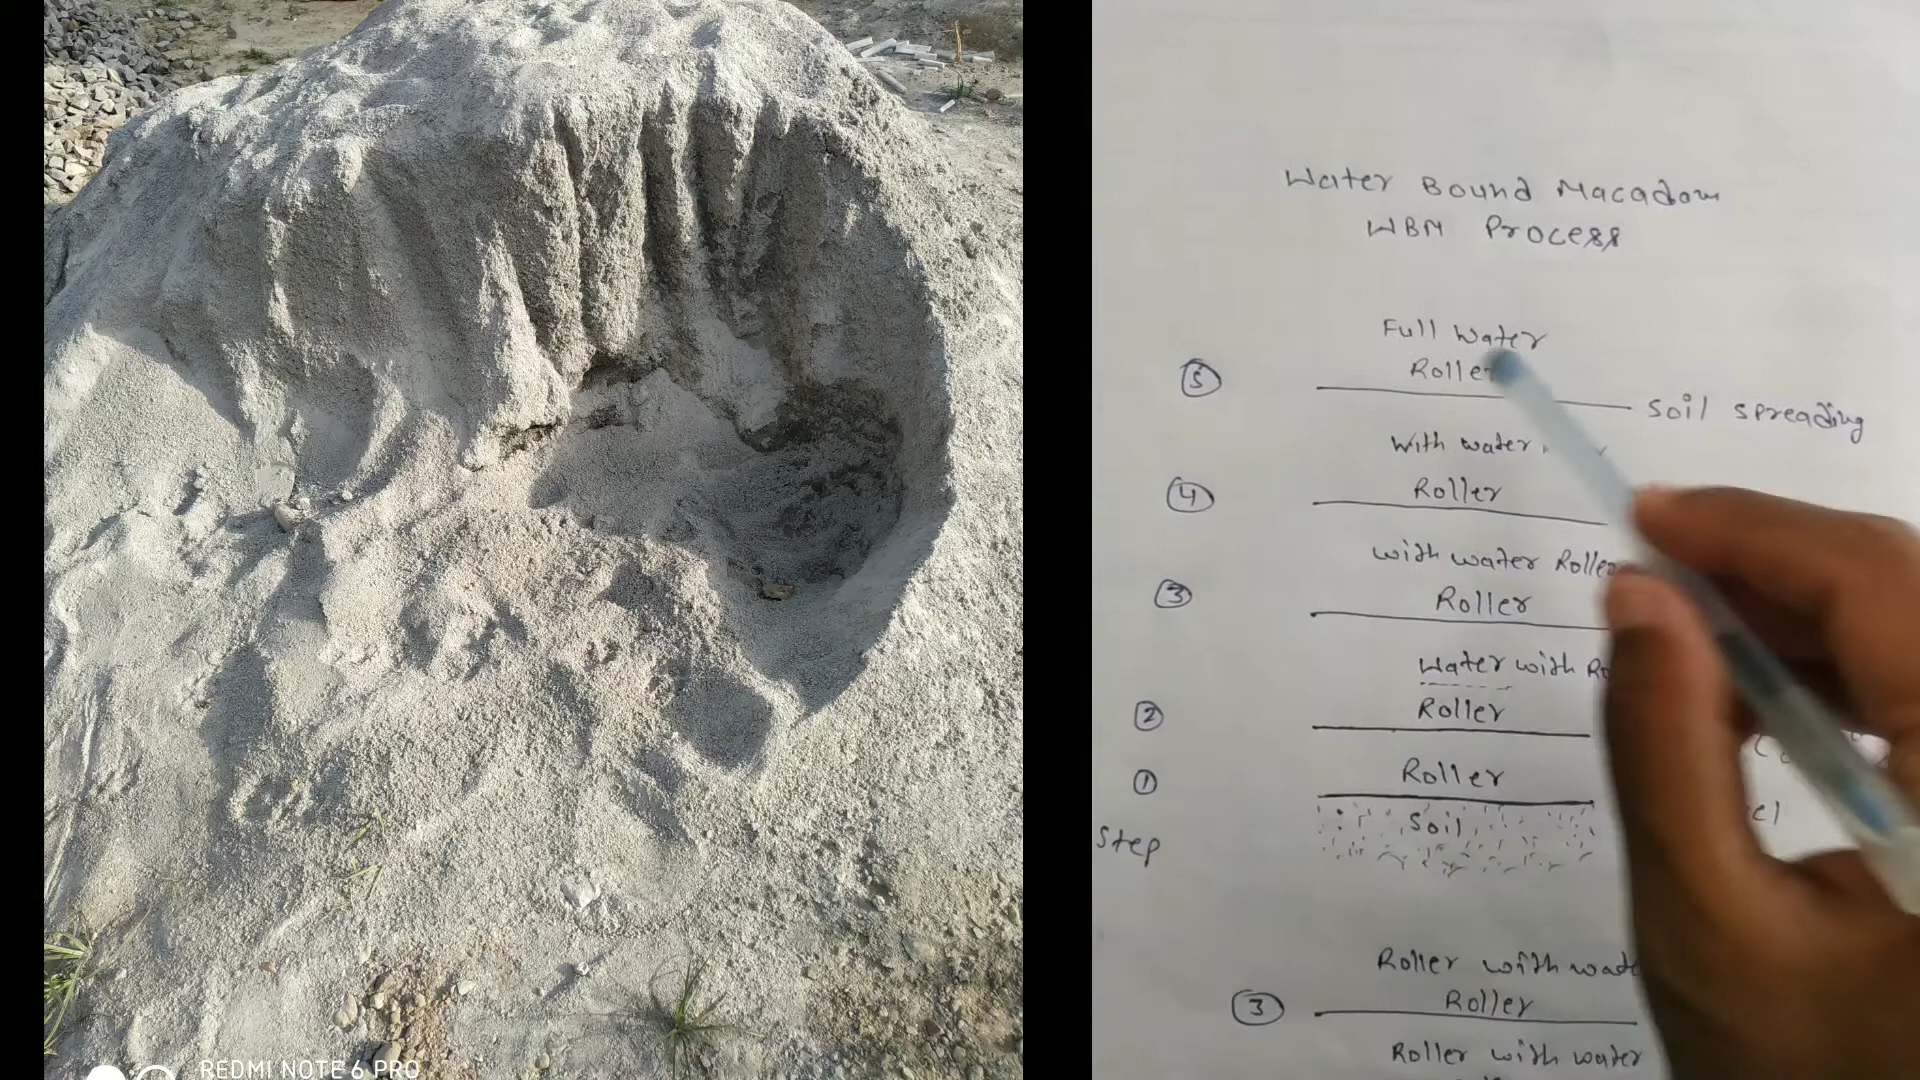 REDMI NOTE 6 PRO
Water Bound Macadam
WBM Process
Full Water
5 Roller
Soil spreading
With water
4 Roller
with water Roller
3 Roller
Water with
2 Roller
1 Roller
Soil
Step
Roller with
3 Roller
Roller with water